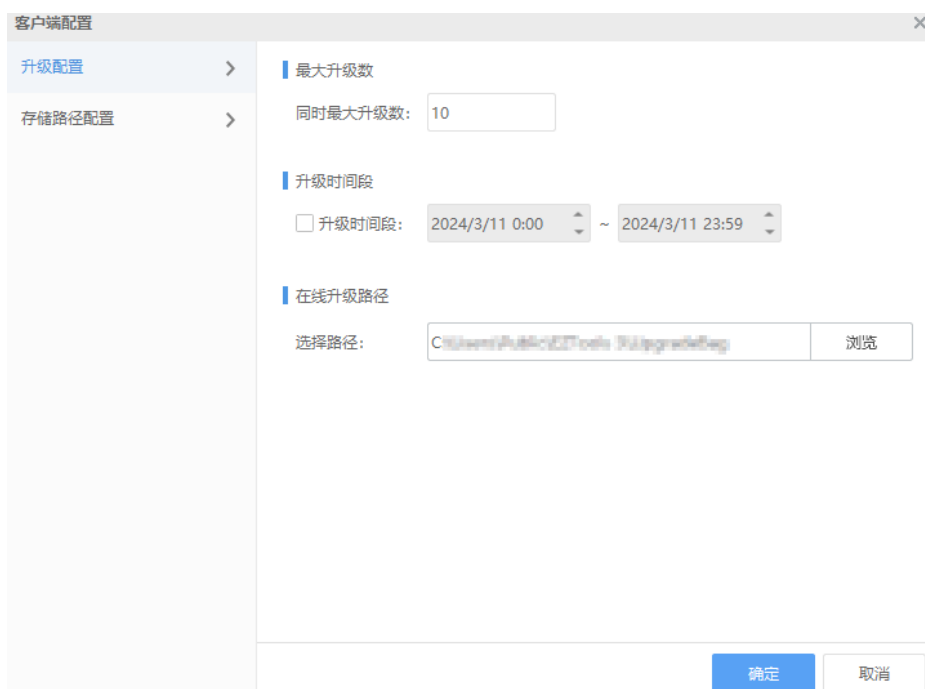 客户端配置
升级配置
存储路径配置
最大升级数
同时最大升级数： 10
升级时间段
升级时间段： 2024/3/11 0:00 ~ 2024/3/11 23:59
在线升级路径
选择路径： C 浏览
确定 取消